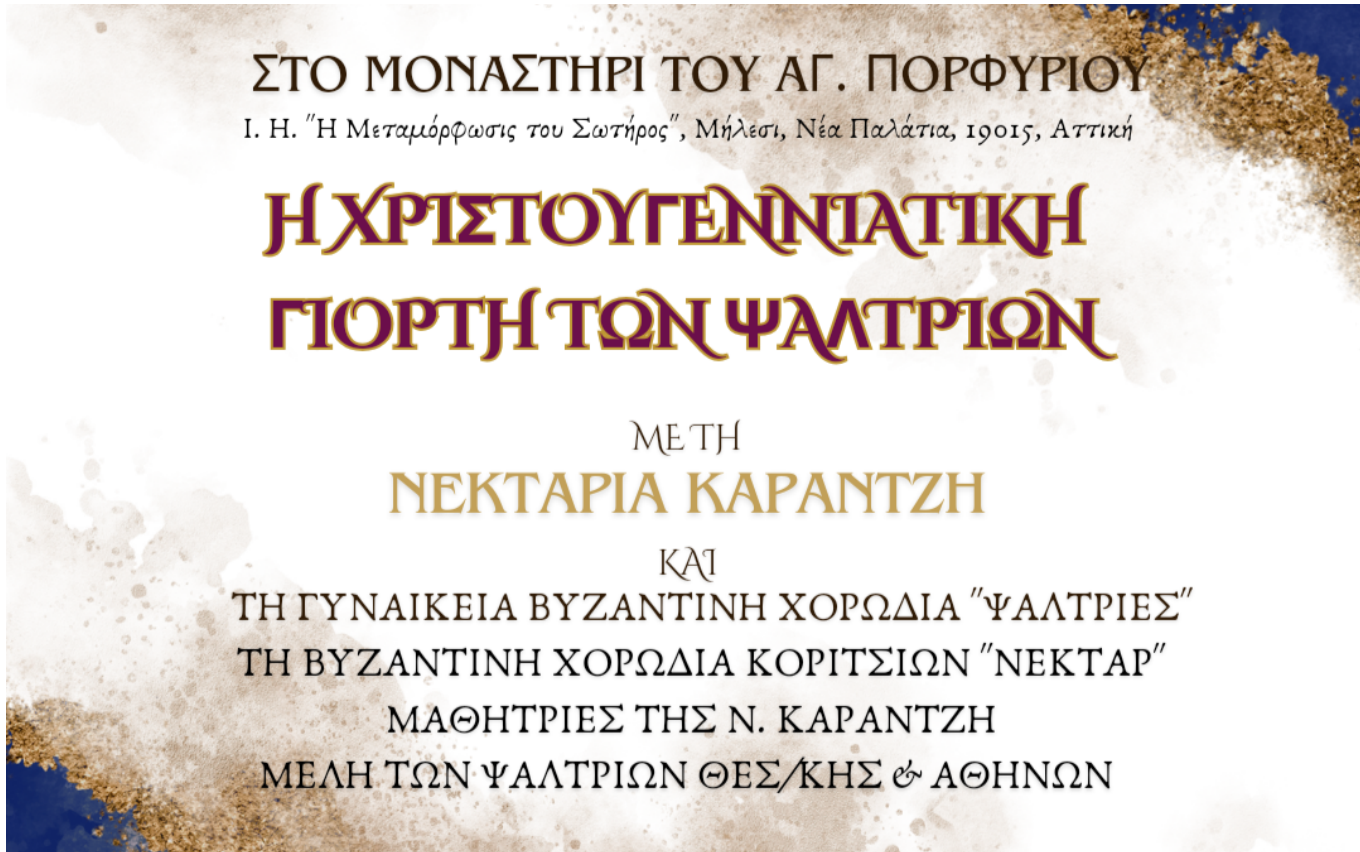 ΣΤΟ ΜΟΝΑΣΤΗΡΙ ΤΟΥ ΑΓ. ΠΟΡΦΥΡΙΟΥ
Ι. Η. "Η Μεταμόρφωσις του Σωτήρος", Μήλεσι, Νέα Παλάτια, 19015, Αττική
Η ΧΡΙΣΤΟΥΓΕΝΝΙΑΤΙΚΗ
ΓΙΟΡΤΗ ΤΩΝ ΨΑΛΤΡΙΩΝ
ΜΕ ΤΗ
ΝΕΚΤΑΡΙΑ ΚΑΡΑΝΤΖΗ
ΚΑΙ
ΤΗ ΓΥΝΑΙΚΕΙΑ ΒΥΖΑΝΤΙΝΗ ΧΟΡΩΔΙΑ "ΨΑΛΤΡΙΕΣ"
ΤΗ ΒΥΖΑΝΤΙΝΗ ΧΟΡΩΔΙΑ ΚΟΡΙΤΣΙΩΝ "ΝΕΚΤΑΡ"
ΜΑΘΗΤΡΙΕΣ ΤΗΣ Ν. ΚΑΡΑΝΤΖΗ
ΜΕΛΗ ΤΩΝ ΨΑΛΤΡΙΩΝ ΘΕΣ/ΚΗΣ & ΑΘΗΝΩΝ